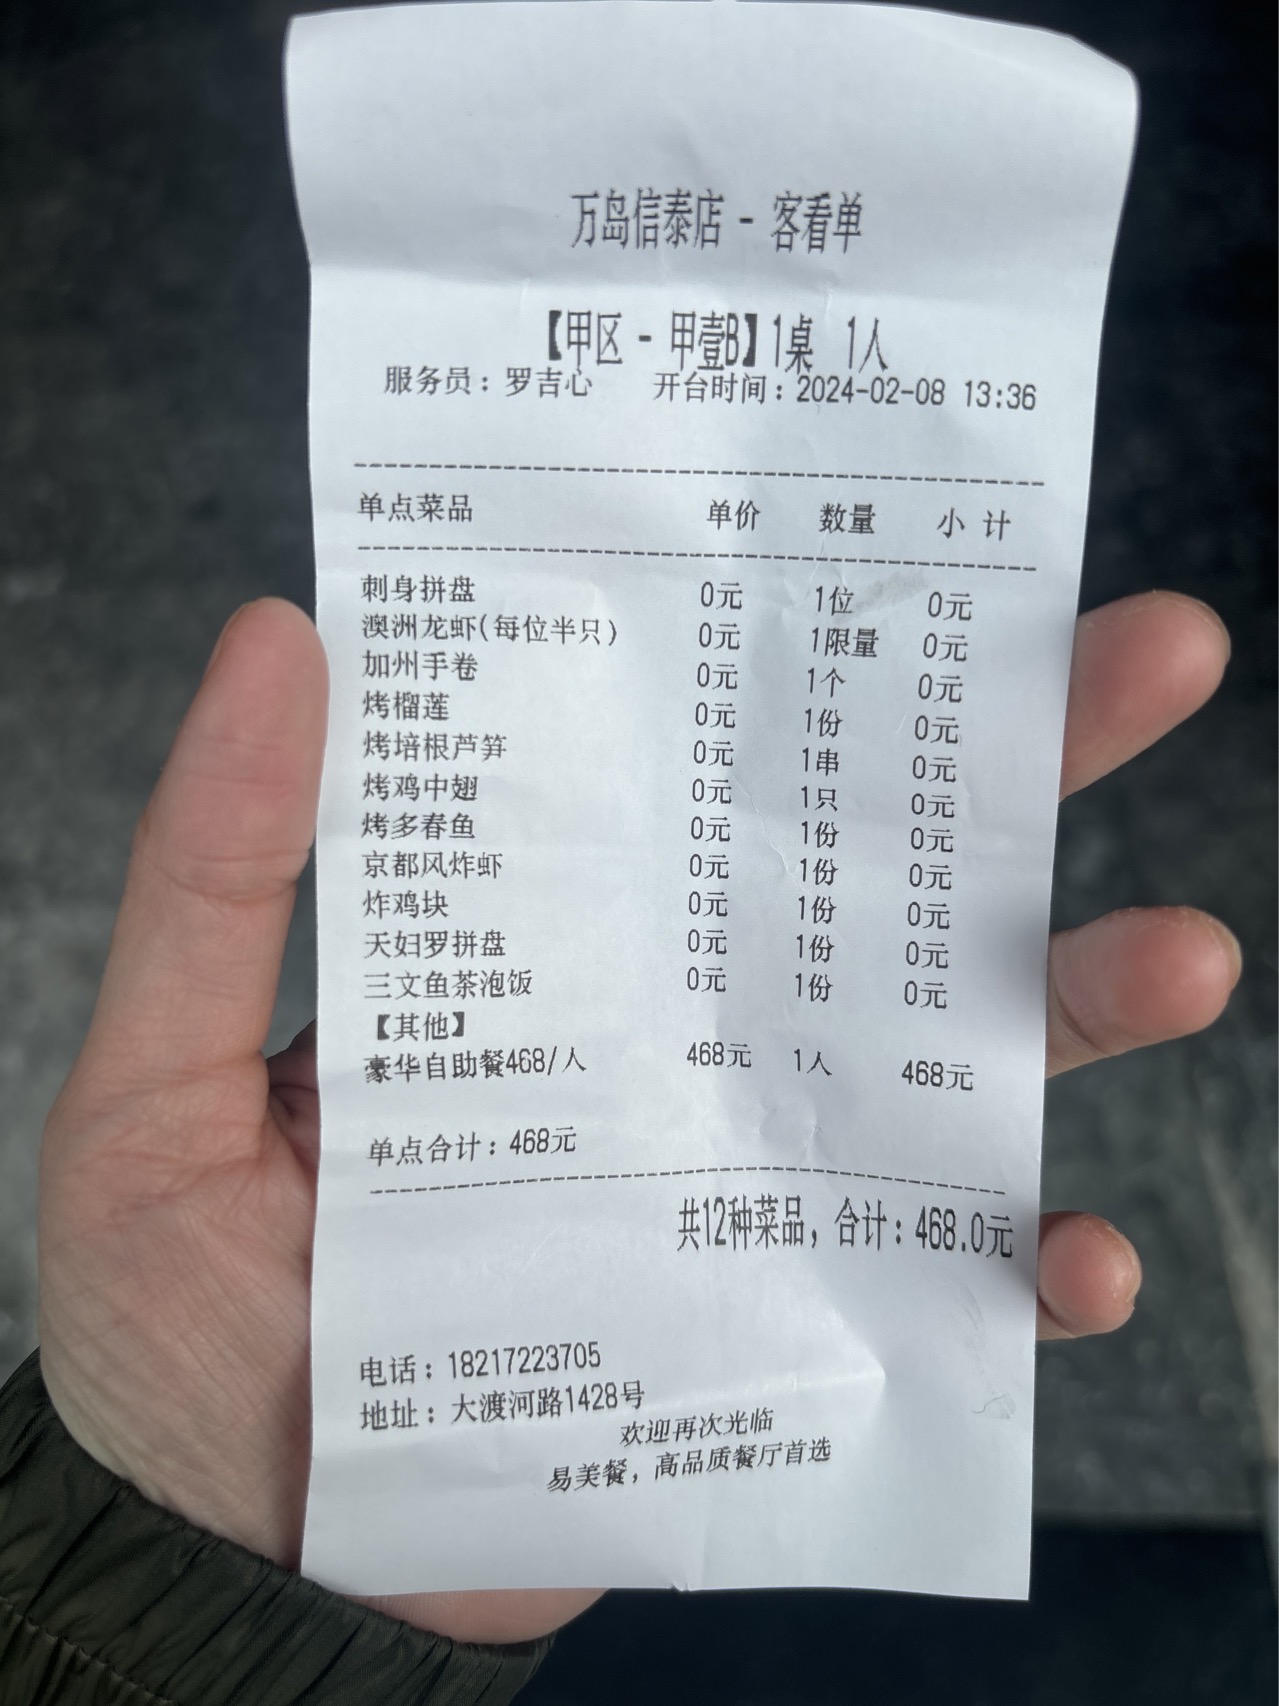 万岛信泰店 - 客看单
【甲区 - 甲壹B】1桌 1人
服务员：罗吉心 开台时间：2024-02-08 13:36
单点菜品 单价 数量 小 计
刺身拼盘 0元 1位 0元
澳洲龙虾(每位半只) 0元 1限量 0元
加州手卷 0元 1个 0元
烤榴莲 0元 1份 0元
烤培根芦笋 0元 1串 0元
烤鸡中翅 0元 1只 0元
烤多春鱼 0元 1份 0元
京都风炸虾 0元 1份 0元
炸鸡块 0元 1份 0元
天妇罗拼盘 0元 1份 0元
三文鱼茶泡饭 0元 1份 0元
【其他】
豪华自助餐468/人 468元 1人 468元
单点合计：468元
共12种菜品，合计：468.0元
电话：18217223705
地址：大渡河路1428号
欢迎再次光临
易美餐，高品质餐厅首选